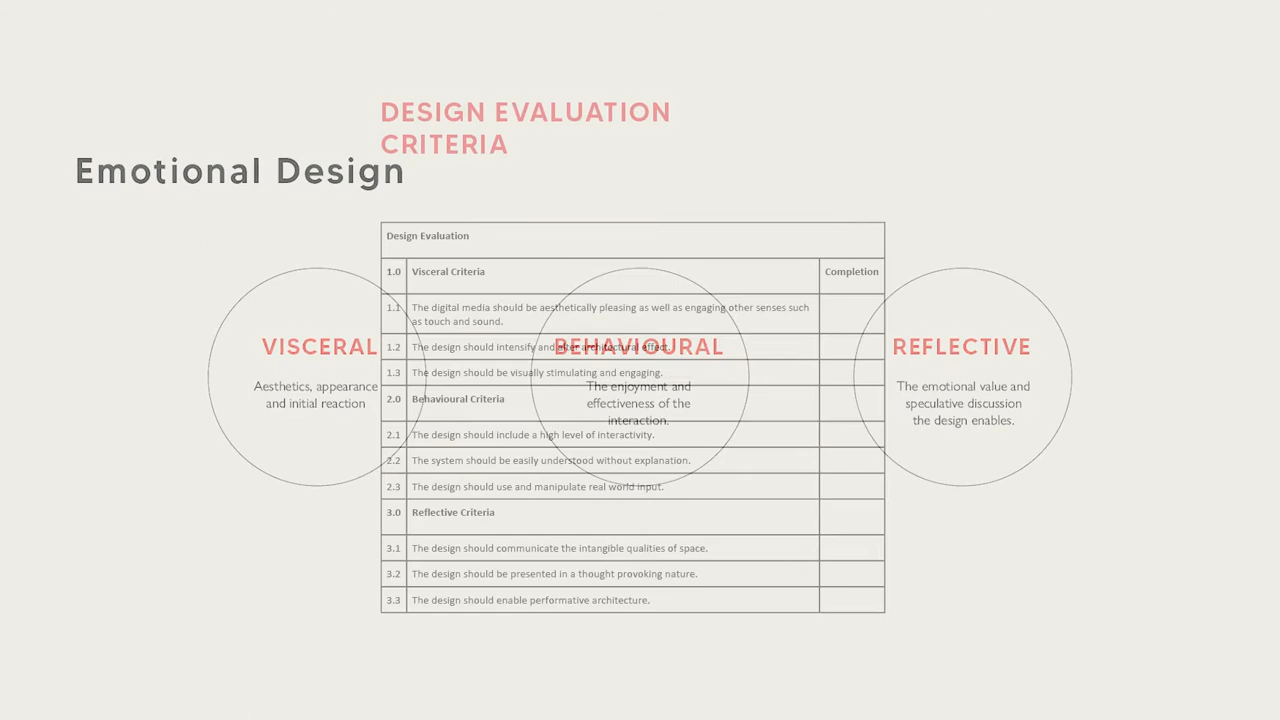 DESIGN EVALUATION
CRITERIA
Emotional Design
Design Evaluation
1.0 Visceral Criteria Completion
1.1 The digital media should be aesthetically pleasing as well as engaging other senses such
as touch and sound.
1.2 The design should intensify and alter architectural effect.
1.3 The design should be visually stimulating and engaging.
2.0 Behavioural Criteria
2.1 The design should include a high level of interactivity.
2.2 The system should be easily understood without explanation.
2.3 The design should use and manipulate real world input.
3.0 Reflective Criteria
3.1 The design should communicate the intangible qualities of space.
3.2 The design should be presented in a thought provoking nature.
3.3 The design should enable performative architecture.
VISCERAL
Aesthetics, appearance
and initial reaction
BEHAVIOURAL
The enjoyment and
effectiveness of the
interaction.
REFLECTIVE
The emotional value and
speculative discussion
the design enables.